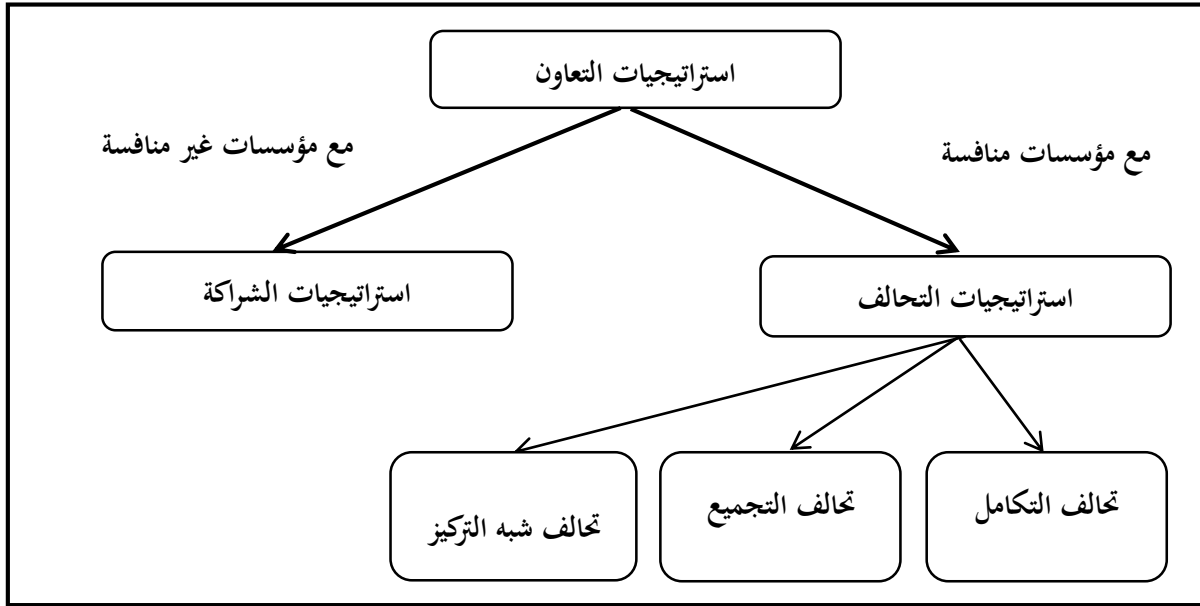 استراتيجيات التعاون
مع مؤسسات منافسة
مع مؤسسات غير منافسة
استراتيجيات التحالف
استراتيجيات الشراكة
تحالف التكامل
تحالف التجميع
تحالف شبه التركيز